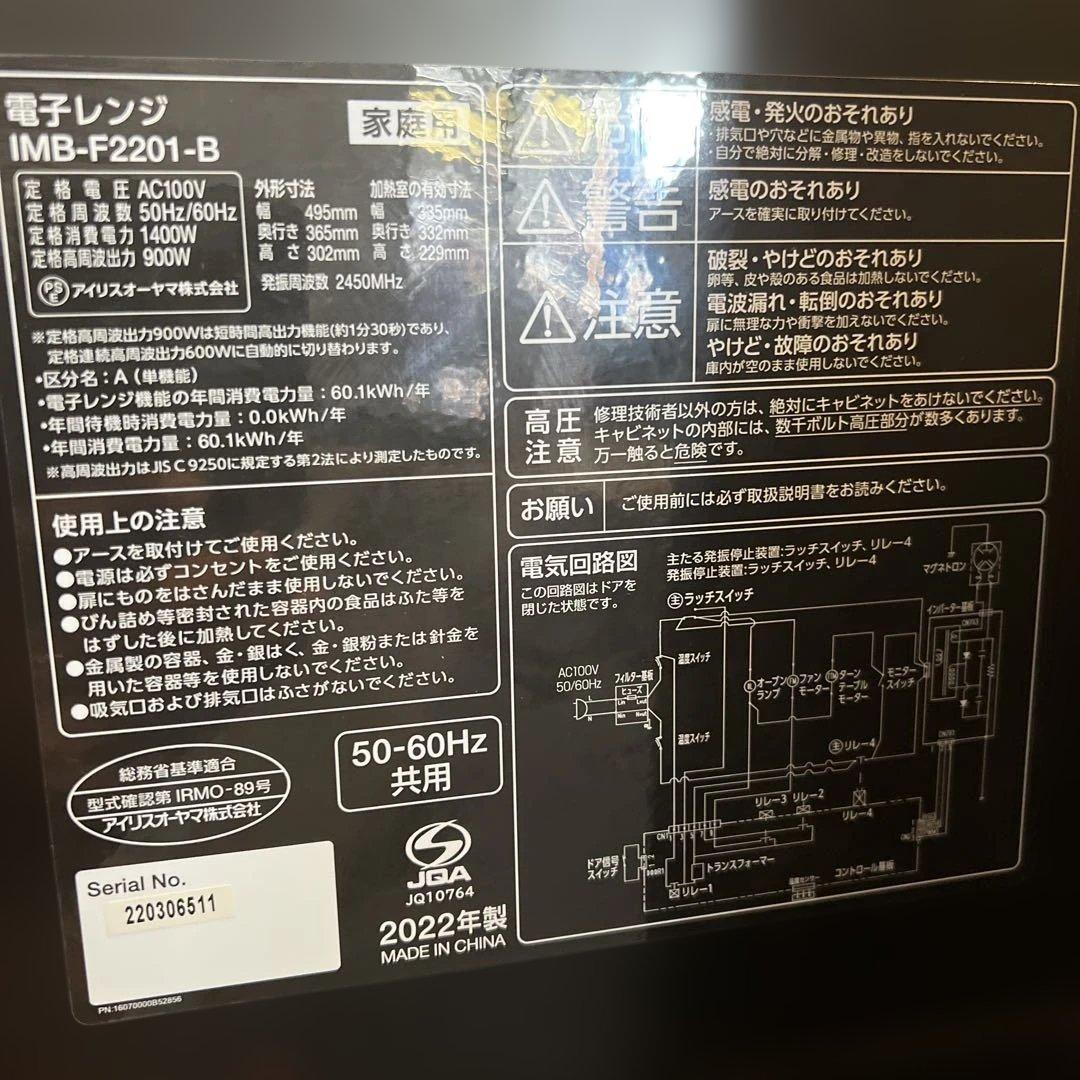 電子レンジ
IMB-F2201-B
家庭用
定格電圧 AC100V
定格周波数 50Hz/60Hz
定格消費電力 1400W
定格高周波出力 900W
PSE アイリスオーヤマ株式会社
外形寸法
幅 495mm
奥行き 365mm
高さ 302mm
加熱室の有効寸法
幅 335mm
奥行き 332mm
高さ 229mm
発振周波数 2450MHz
※定格高周波出力900Wは短時間高出力機能(約1分30秒)であり、
定格連続高周波出力600Wに自動的に切り替わります。
・区分名:A(単機能)
・電子レンジ機能の年間消費電力量:60.1kWh/年
・年間待機時消費電力量:0.0kWh/年
・年間消費電力量:60.1kWh/年
※高周波出力はJIS C 9250に規定する第2法により測定したものです。
使用上の注意
●アースを取付けてご使用ください。
●電源は必ずコンセントをご使用ください。
●扉にものをはさんだまま使用しないでください。
●びん詰め等密封された容器内の食品はふた等を
はずした後に加熱してください。
●金属製の容器、金・銀はく、金・銀粉または針金を
用いた容器等を使用しないでください。
●吸気口および排気口はふさがないでください。
総務省基準適合
型式確認第 IRMO-89号
アイリスオーヤマ株式会社
50-60Hz
共用
Serial No.
220306511
JQA
JQ10764
2022年製
MADE IN CHINA
PN:16070000B52856
危険
感電・発火のおそれあり
・排気口や穴などに金属物や異物、指を入れないでください。
・自分で絶対に分解・修理・改造をしないでください。
警告
感電のおそれあり
アースを確実に取り付けてください。
注意
破裂・やけどのおそれあり
卵等、皮や殻のある食品は加熱しないでください。
電波漏れ・転倒のおそれあり
扉に無理な力や衝撃を加えないでください。
やけど・故障のおそれあり
庫内が空のまま使用しないでください。
高圧
注意
修理技術者以外の方は、絶対にキャビネットをあけないでください。
キャビネットの内部には、数千ボルト高圧部分が数多くあります。
万一触ると危険です。
お願い
ご使用前には必ず取扱説明書をお読みください。
電気回路図
この回路図はドアを
閉じた状態です。
主たる発振停止装置:ラッチスイッチ、リレー4
発振停止装置:ラッチスイッチ、リレー4
主 ラッチスイッチ
マグネトロン
インバーター基板
CN703
温度スイッチ
AC100V
50/60Hz
フィルター基板
ヒューズ
L
Lin Lout
N
Nin Nout
温度スイッチ
OL オーブン
ランプ
FM ファン
モーター
TM ターン
テーブル
モーター
モニター
スイッチ
主 リレー4
CN701
リレー3
リレー2
リレー4
CN1 1 3 5 7 8
ドア信号
スイッチ
DOOR1
トランスフォーマー
リレー1
温度センサー
コントロール基板